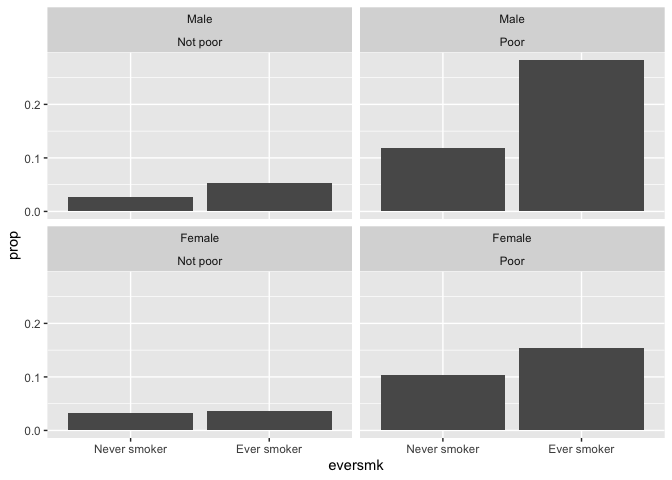 Male
Not poor
Male
Poor
0.2
0.1
0.0
Female
Not poor
Female
Poor
0.2
0.1
0.0
prop
Never smoker
Ever smoker
Never smoker
Ever smoker
eversmk